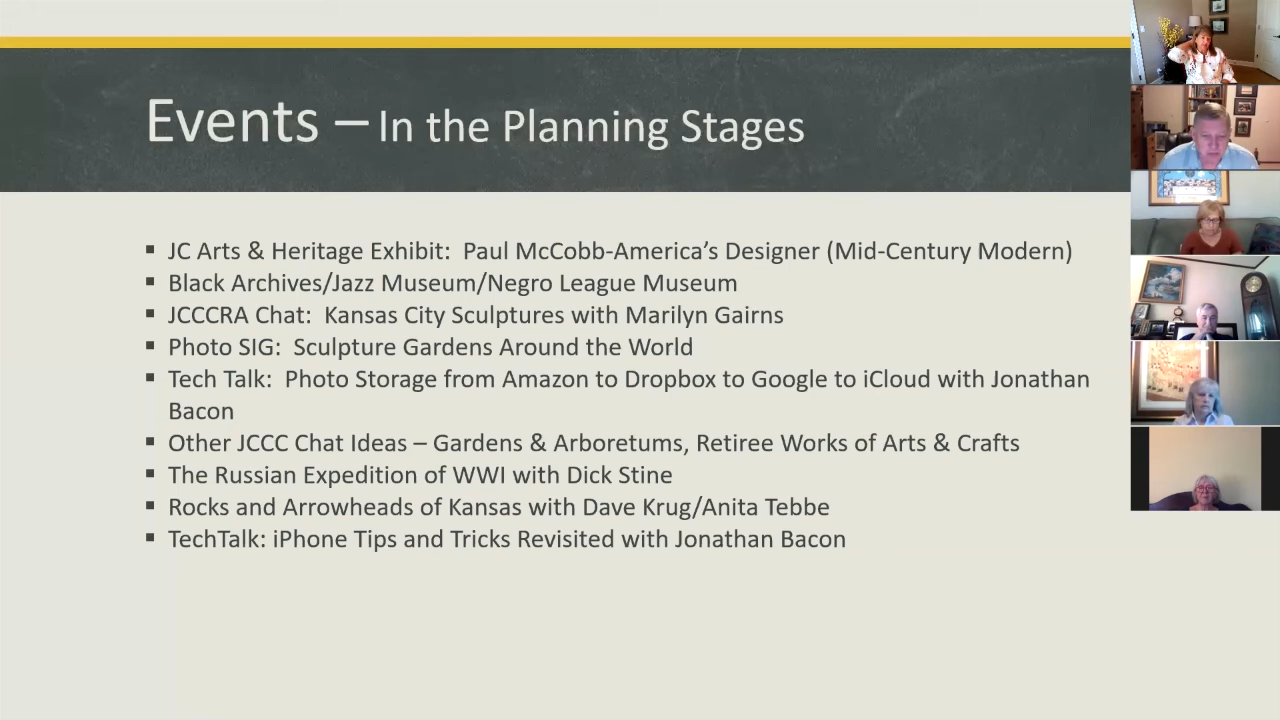 Events – In the Planning Stages
▪ JC Arts & Heritage Exhibit:  Paul McCobb-America’s Designer (Mid-Century Modern)
▪ Black Archives/Jazz Museum/Negro League Museum
▪ JCCCRA Chat:  Kansas City Sculptures with Marilyn Gairns
▪ Photo SIG:  Sculpture Gardens Around the World
▪ Tech Talk:  Photo Storage from Amazon to Dropbox to Google to iCloud with Jonathan
Bacon
▪ Other JCCC Chat Ideas – Gardens & Arboretums, Retiree Works of Arts & Crafts
▪ The Russian Expedition of WWI with Dick Stine
▪ Rocks and Arrowheads of Kansas with Dave Krug/Anita Tebbe
▪ TechTalk: iPhone Tips and Tricks Revisited with Jonathan Bacon